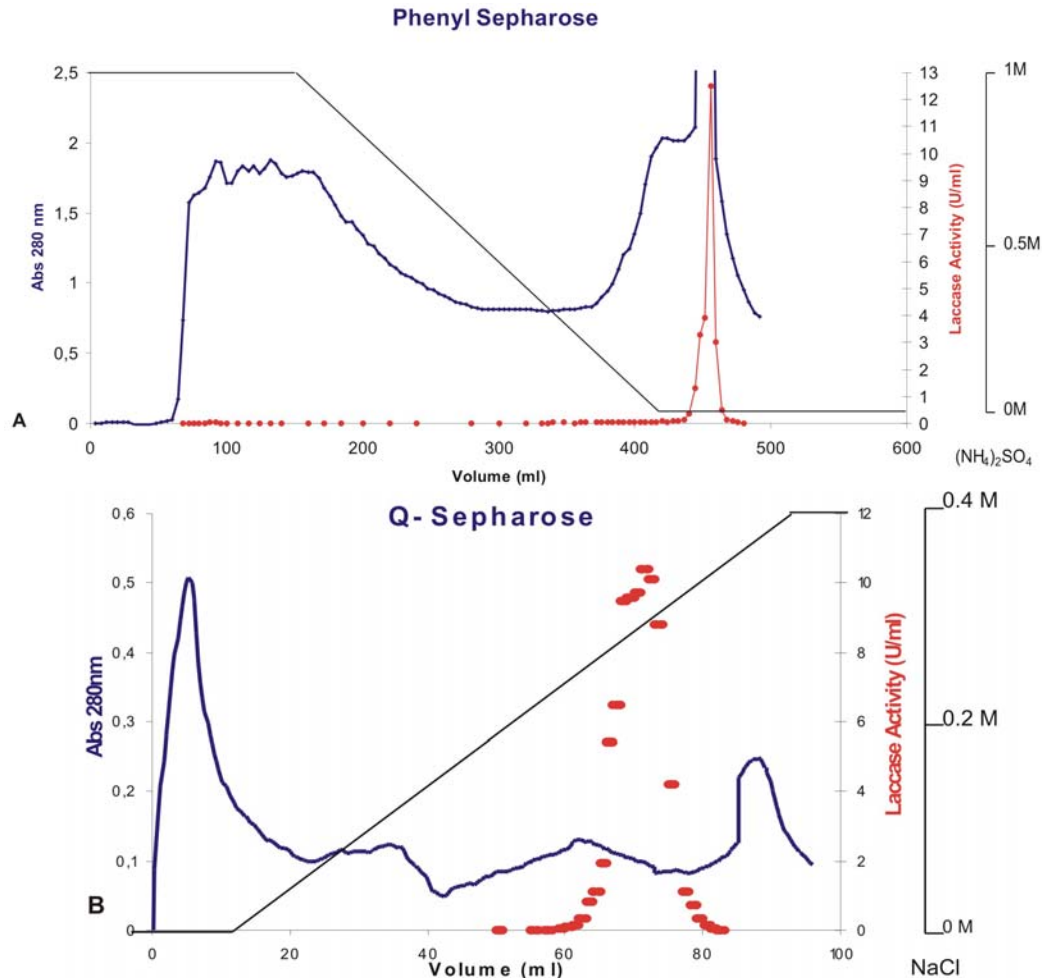 Phenyl Sepharose
2,5
2
1,5
1
0,5
0
Abs 280 nm
0 100 200 300 400 500 600
Volume (ml)
13
12
11
10
9
8
7
6
5
4
3
2
1
0
Laccase Activity (U/ml)
1M
0.5M
0M
(NH₄)₂SO₄
A
Q- Sepharose
0,6
0,5
0,4
0,3
0,2
0,1
0
Abs 280nm
0 20 40 60 80 100
Volume (ml)
12
10
8
6
4
2
0
Laccase Activity (U/ml)
0.4 M
0.2 M
0 M
NaCl
B